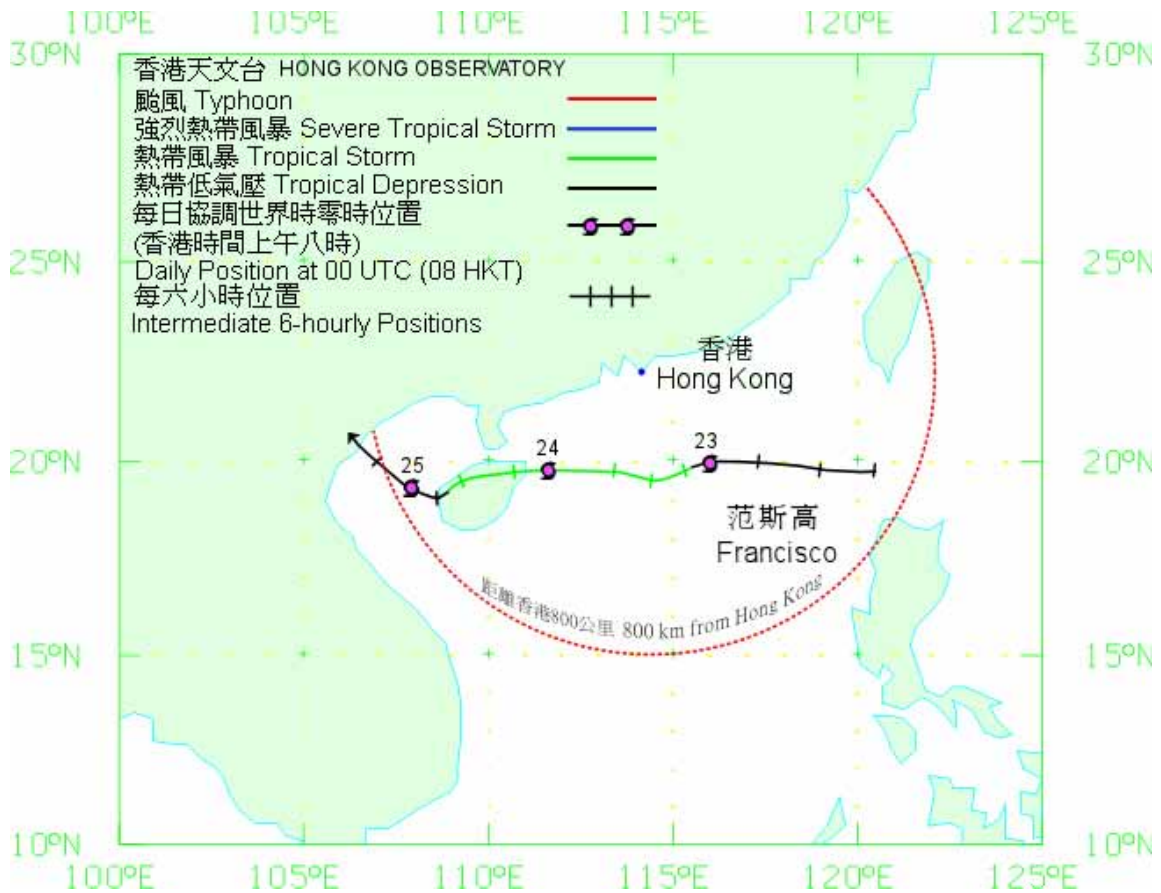 100ºE 105ºE 110ºE 115ºE 120ºE 125ºE
30ºN 30ºN
香港天文台 HONG KONG OBSERVATORY
颱風 Typhoon
強烈熱帶風暴 Severe Tropical Storm
熱帶風暴 Tropical Storm
熱帶低氣壓 Tropical Depression
每日協調世界時零時位置
(香港時間上午八時)
25ºN 25ºN
Daily Position at 00 UTC (08 HKT)
每六小時位置
Intermediate 6-hourly Positions
香港
Hong Kong
23
24
25
20ºN 20ºN
范斯高
Francisco
距離香港800公里 800 km from Hong Kong
15ºN 15ºN
10ºN 10ºN
100ºE 105ºE 110ºE 115ºE 120ºE 125ºE